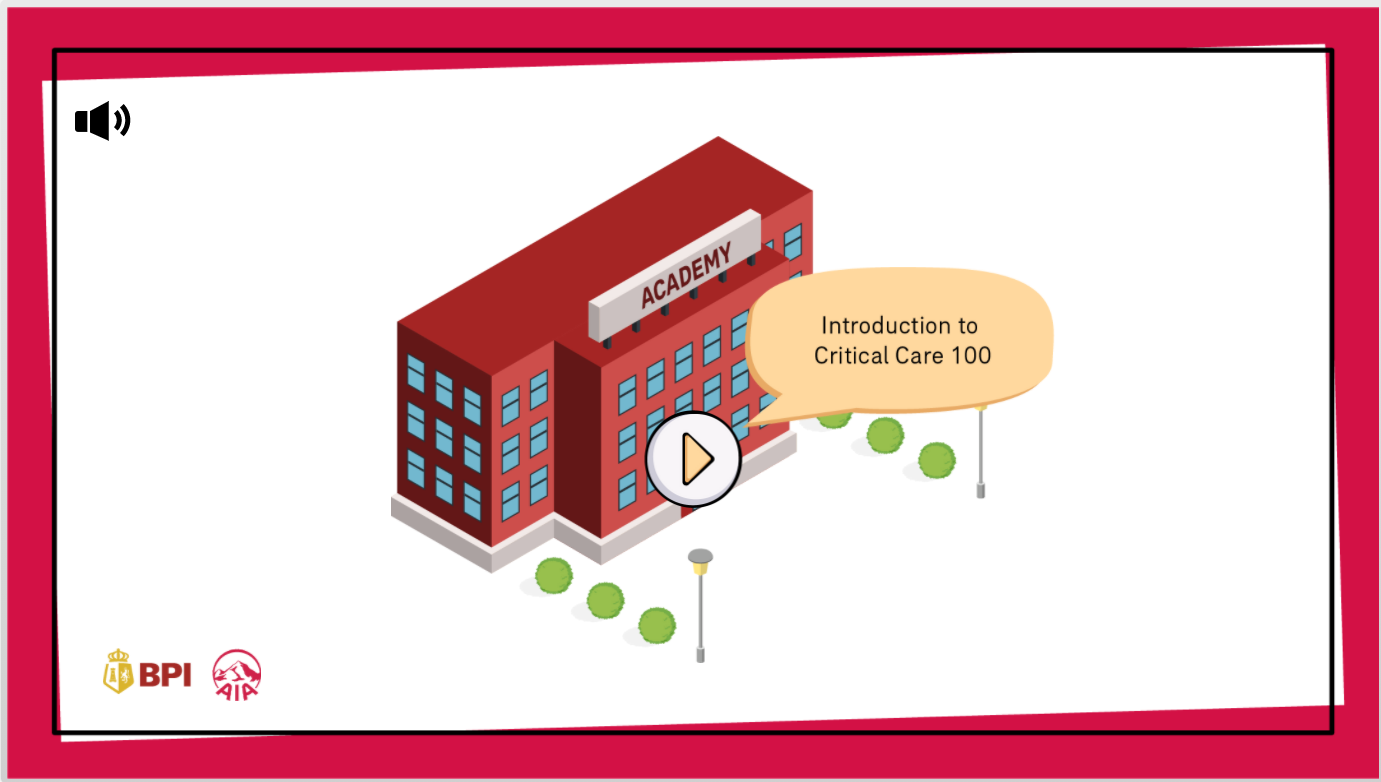 ACADEMY
Introduction to
Critical Care 100
BPI
AIA